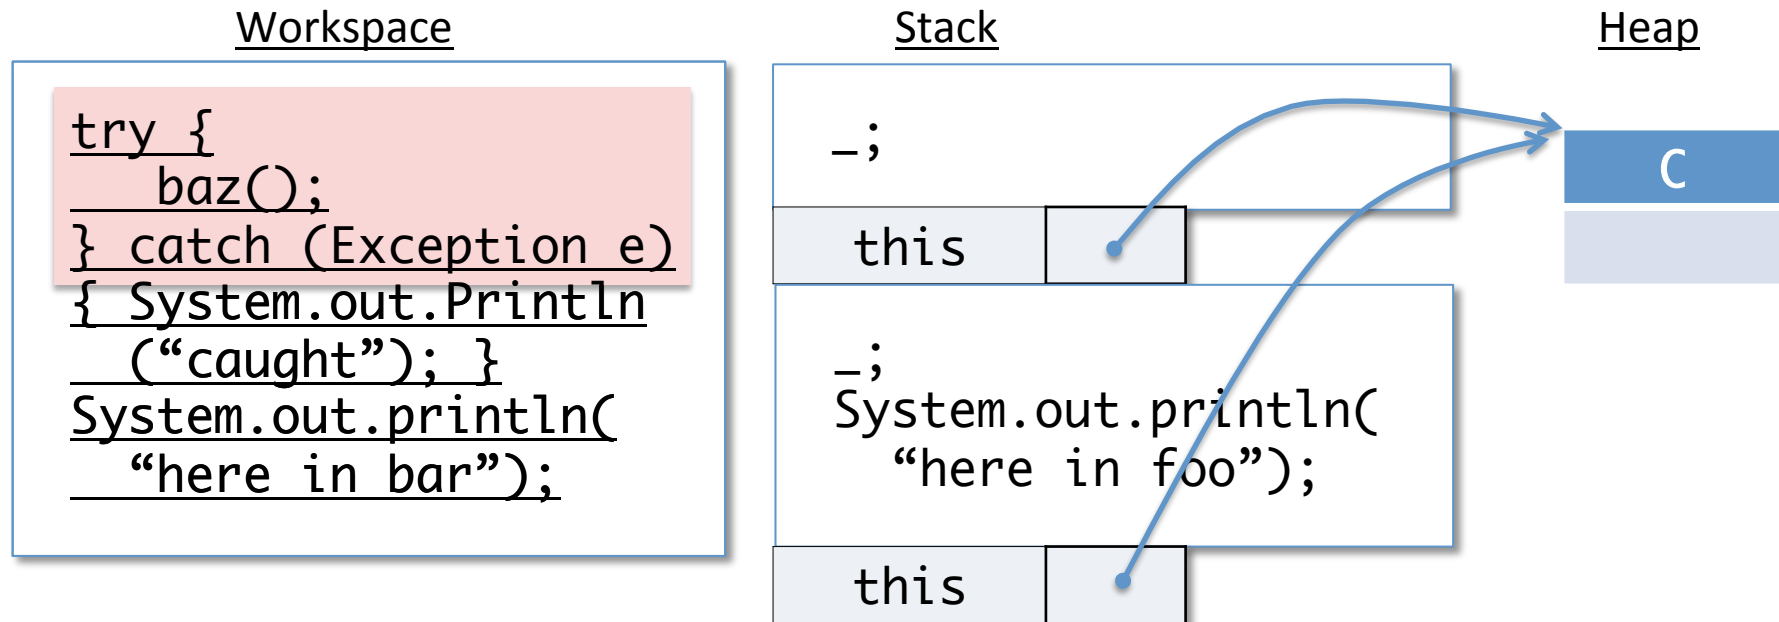 Workspace
Stack
Heap
try {
baz();
} catch (Exception e)
{ System.out.Println
(“caught”); }
System.out.println(
“here in bar”);
_;
this
_;
System.out.println(
“here in foo”);
this
C